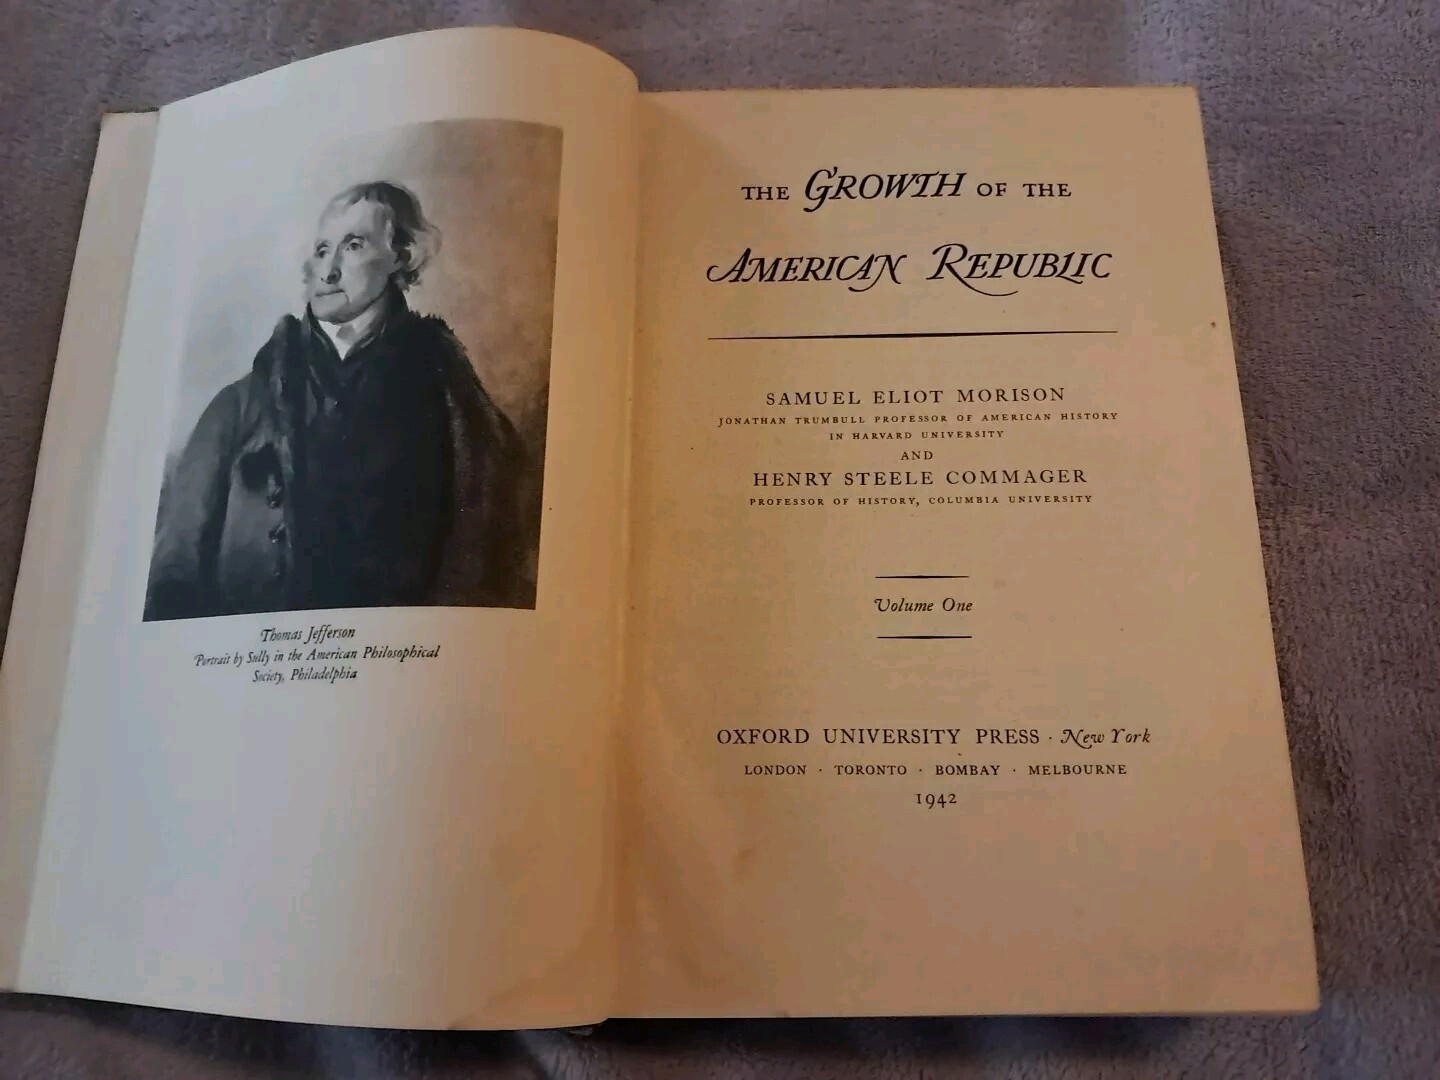 Thomas Jefferson
Portrait by Sully in the American Philosophical
Society, Philadelphia
THE GROWTH OF THE
AMERICAN REPUBLIC
SAMUEL ELIOT MORISON
JONATHAN TRUMBULL PROFESSOR OF AMERICAN HISTORY
IN HARVARD UNIVERSITY
AND
HENRY STEELE COMMAGER
PROFESSOR OF HISTORY, COLUMBIA UNIVERSITY
Volume One
OXFORD UNIVERSITY PRESS · New York
LONDON · TORONTO · BOMBAY · MELBOURNE
1942